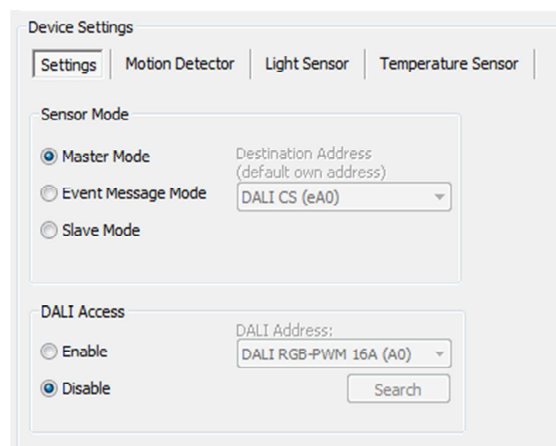 Device Settings
Settings
Motion Detector
Light Sensor
Temperature Sensor
Sensor Mode
Master Mode
Destination Address
(default own address)
Event Message Mode
DALI CS (eA0)
Slave Mode
DALI Access
DALI Address:
Enable
DALI RGB-PWM 16A (A0)
Disable
Search